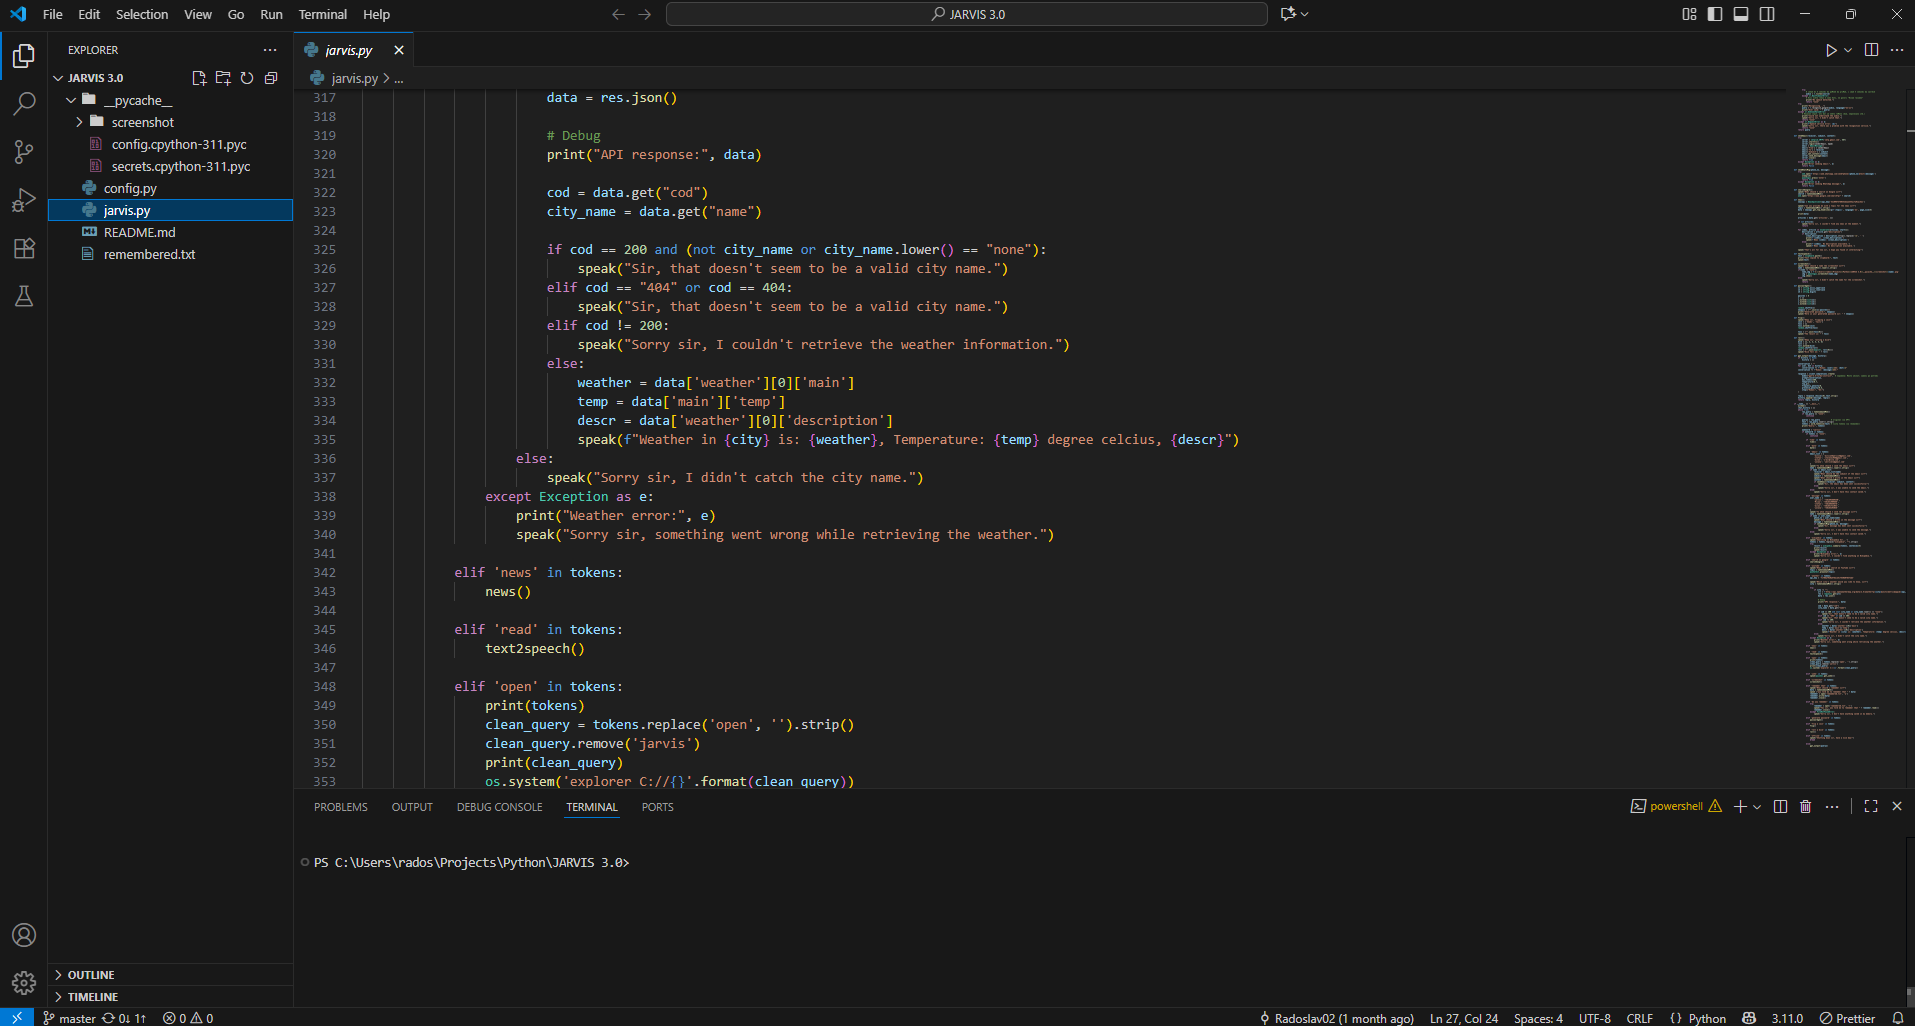 File Edit Selection View Go Run Terminal Help
JARVIS 3.0
EXPLORER
JARVIS 3.0
__pycache__
screenshot
config.cpython-311.pyc
secrets.cpython-311.pyc
config.py
jarvis.py
README.md
remembered.txt
OUTLINE
TIMELINE
jarvis.py
jarvis.py > ...
317 data = res.json()
318
319 # Debug
320 print("API response:", data)
321
322 cod = data.get("cod")
323 city_name = data.get("name")
324
325 if cod == 200 and (not city_name or city_name.lower() == "none"):
326 speak("Sir, that doesn't seem to be a valid city name.")
327 elif cod == "404" or cod == 404:
328 speak("Sir, that doesn't seem to be a valid city name.")
329 elif cod != 200:
330 speak("Sorry sir, I couldn't retrieve the weather information.")
331 else:
332 weather = data['weather'][0]['main']
333 temp = data['main']['temp']
334 descr = data['weather'][0]['description']
335 speak(f"Weather in {city} is: {weather}, Temperature: {temp} degree celcius, {descr}")
336 else:
337 speak("Sorry sir, I didn't catch the city name.")
338 except Exception as e:
339 print("Weather error:", e)
340 speak("Sorry sir, something went wrong while retrieving the weather.")
341
342 elif 'news' in tokens:
343 news()
344
345 elif 'read' in tokens:
346 text2speech()
347
348 elif 'open' in tokens:
349 print(tokens)
350 clean_query = tokens.replace('open', '').strip()
351 clean_query.remove('jarvis')
352 print(clean_query)
353 os.system('explorer C://{}'.format(clean_query))
PROBLEMS OUTPUT DEBUG CONSOLE TERMINAL PORTS
powershell
PS C:\Users\rados\Projects\Python\JARVIS 3.0>
master 0↓ 1↑ 0 0 Radoslav02 (1 month ago) Ln 27, Col 24 Spaces: 4 UTF-8 CRLF {} Python 3.11.0 Prettier